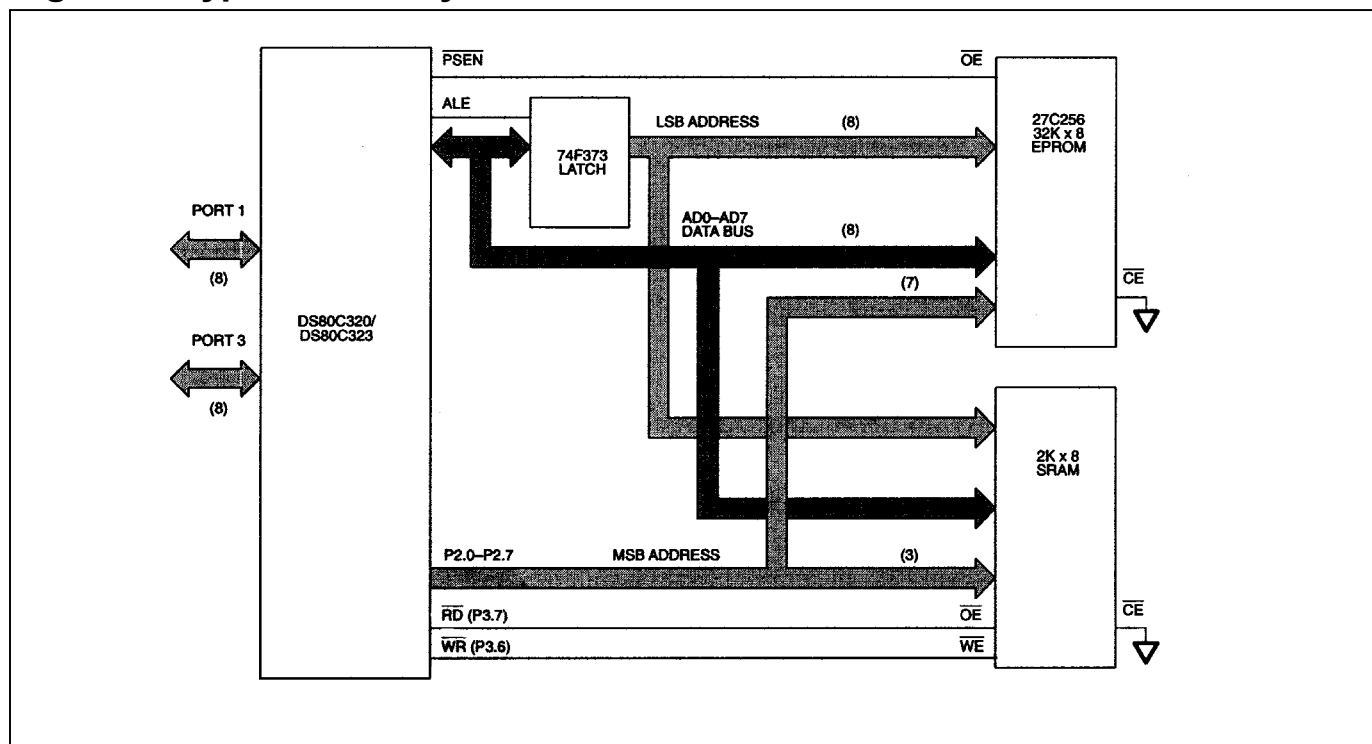 PSEN
OE
ALE
LSB ADDRESS
(8)
74F373
LATCH
27C256
32K x 8
EPROM
PORT 1
(8)
AD0–AD7
DATA BUS
(8)
(7)
CE
DS80C320/
DS80C323
PORT 3
(8)
2K x 8
SRAM
P2.0–P2.7
MSB ADDRESS
(3)
RD (P3.7)
OE
CE
WR (P3.6)
WE